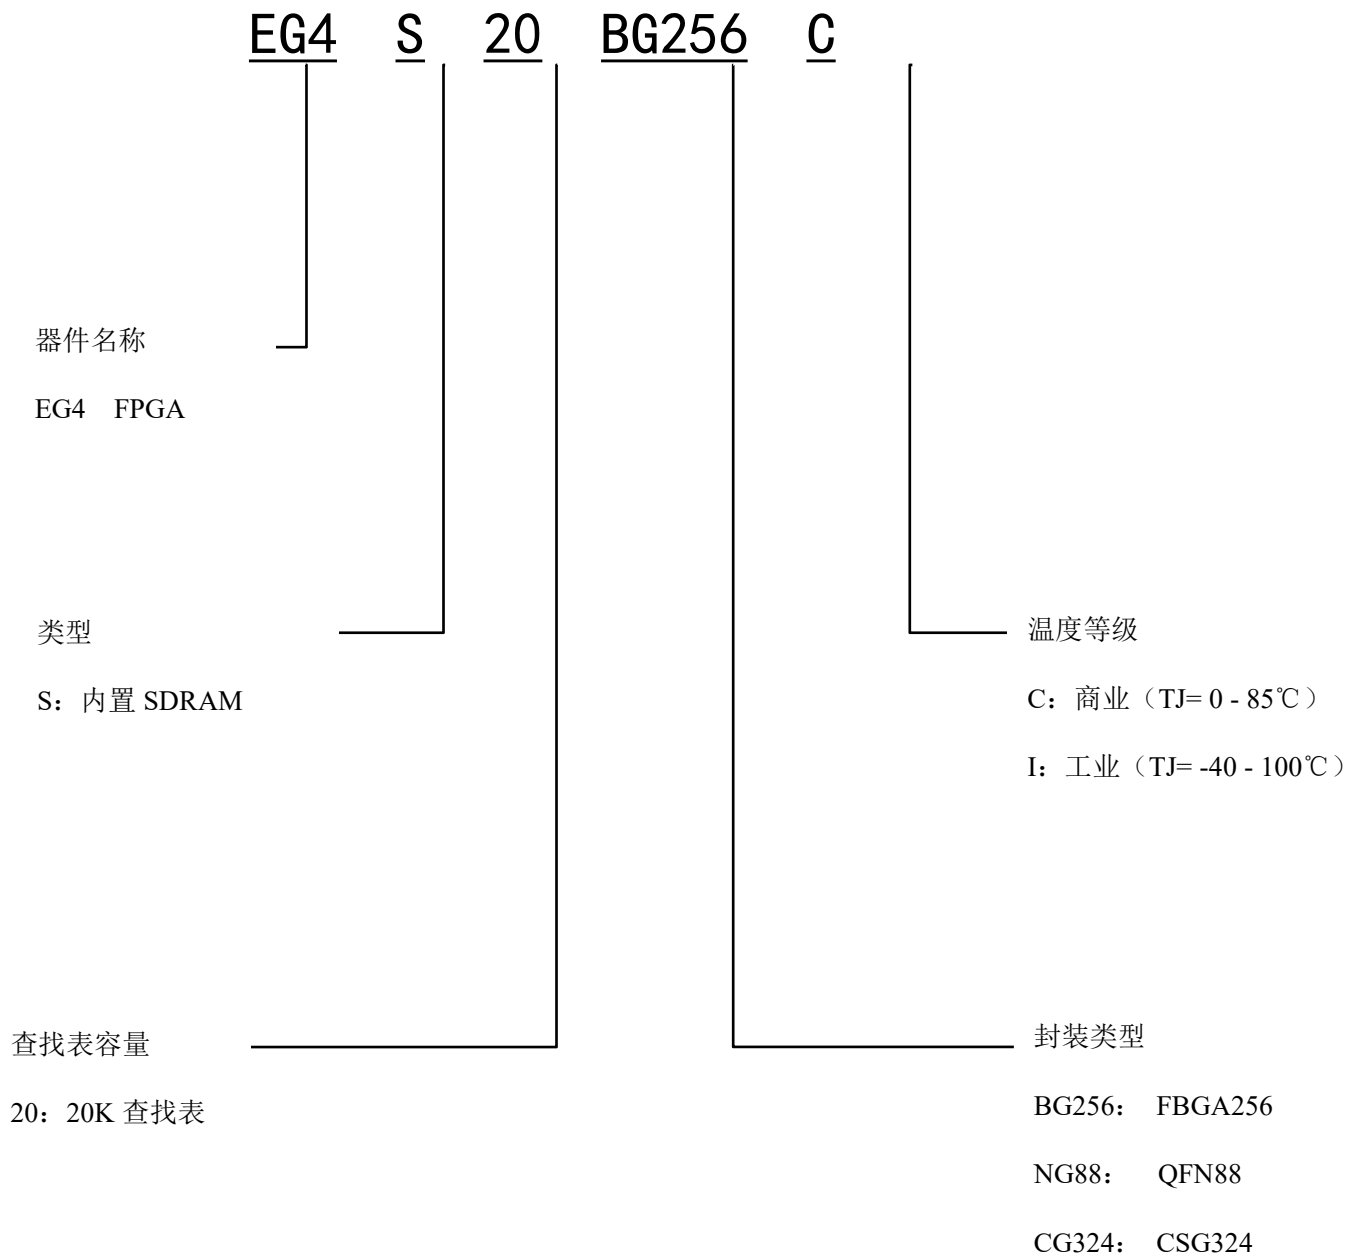 EG4 S 20 BG256 C
器件名称
EG4 FPGA
类型
S：内置 SDRAM
温度等级
C：商业（TJ= 0 - 85℃）
I：工业（TJ= -40 - 100℃）
查找表容量
20：20K 查找表
封装类型
BG256： FBGA256
NG88： QFN88
CG324： CSG324